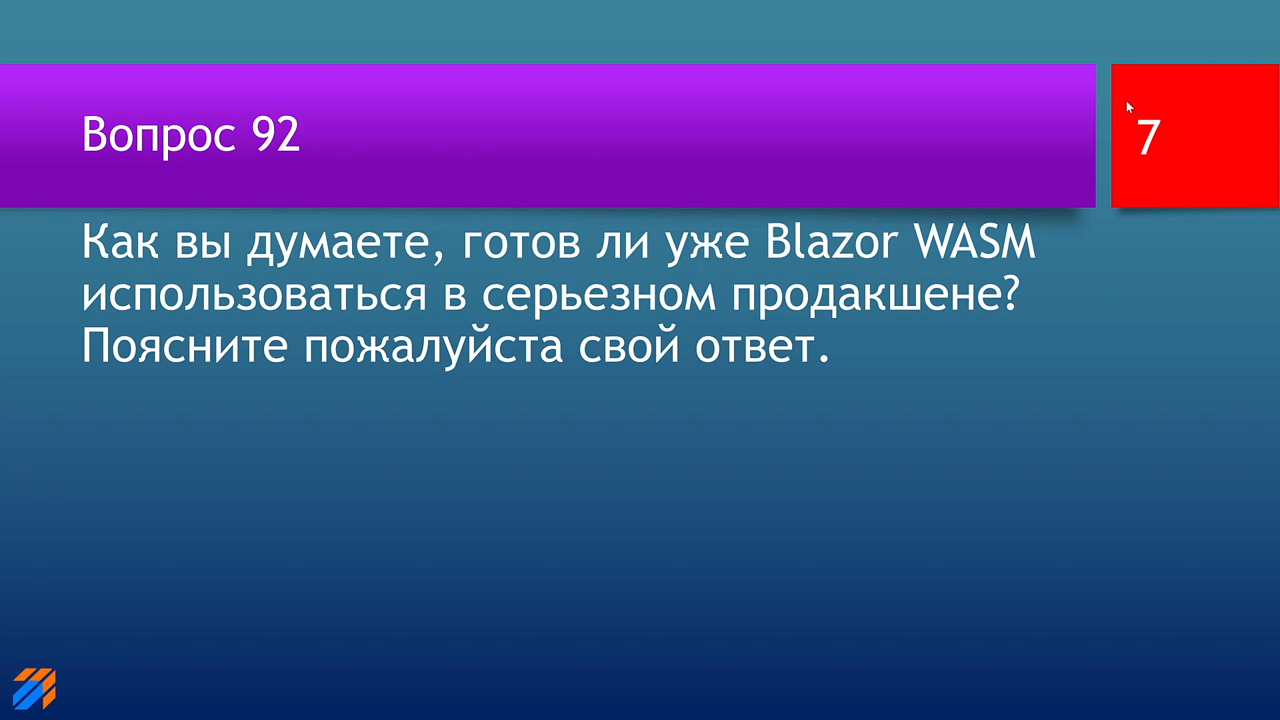 Вопрос 92
7
Как вы думаете, готов ли уже Blazor WASM
использоваться в серьезном продакшене?
Поясните пожалуйста свой ответ.